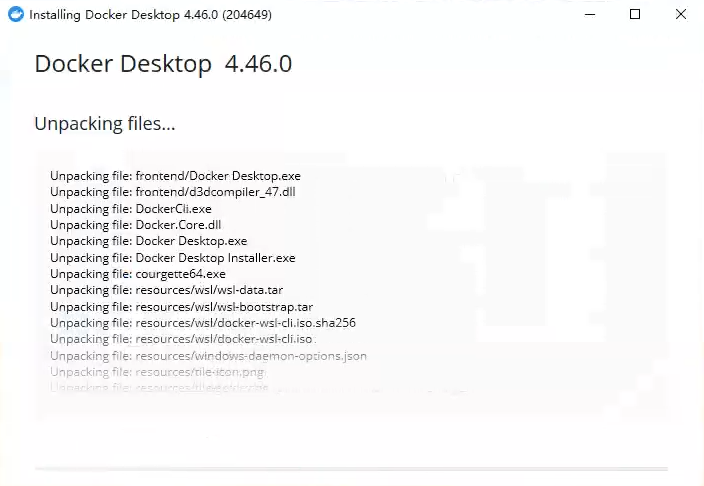 Installing Docker Desktop 4.46.0 (204649)
Docker Desktop 4.46.0
Unpacking files...
Unpacking file: frontend/Docker Desktop.exe
Unpacking file: frontend/d3dcompiler_47.dll
Unpacking file: DockerCli.exe
Unpacking file: Docker.Core.dll
Unpacking file: Docker Desktop.exe
Unpacking file: Docker Desktop Installer.exe
Unpacking file: courgette64.exe
Unpacking file: resources/wsl/wsl-data.tar
Unpacking file: resources/wsl/wsl-bootstrap.tar
Unpacking file: resources/wsl/docker-wsl-cli.iso.sha256
Unpacking file: resources/wsl/docker-wsl-cli.iso
Unpacking file: resources/windows-daemon-options.json
Unpacking file: resources/tile-icon.png
Unpacking file: